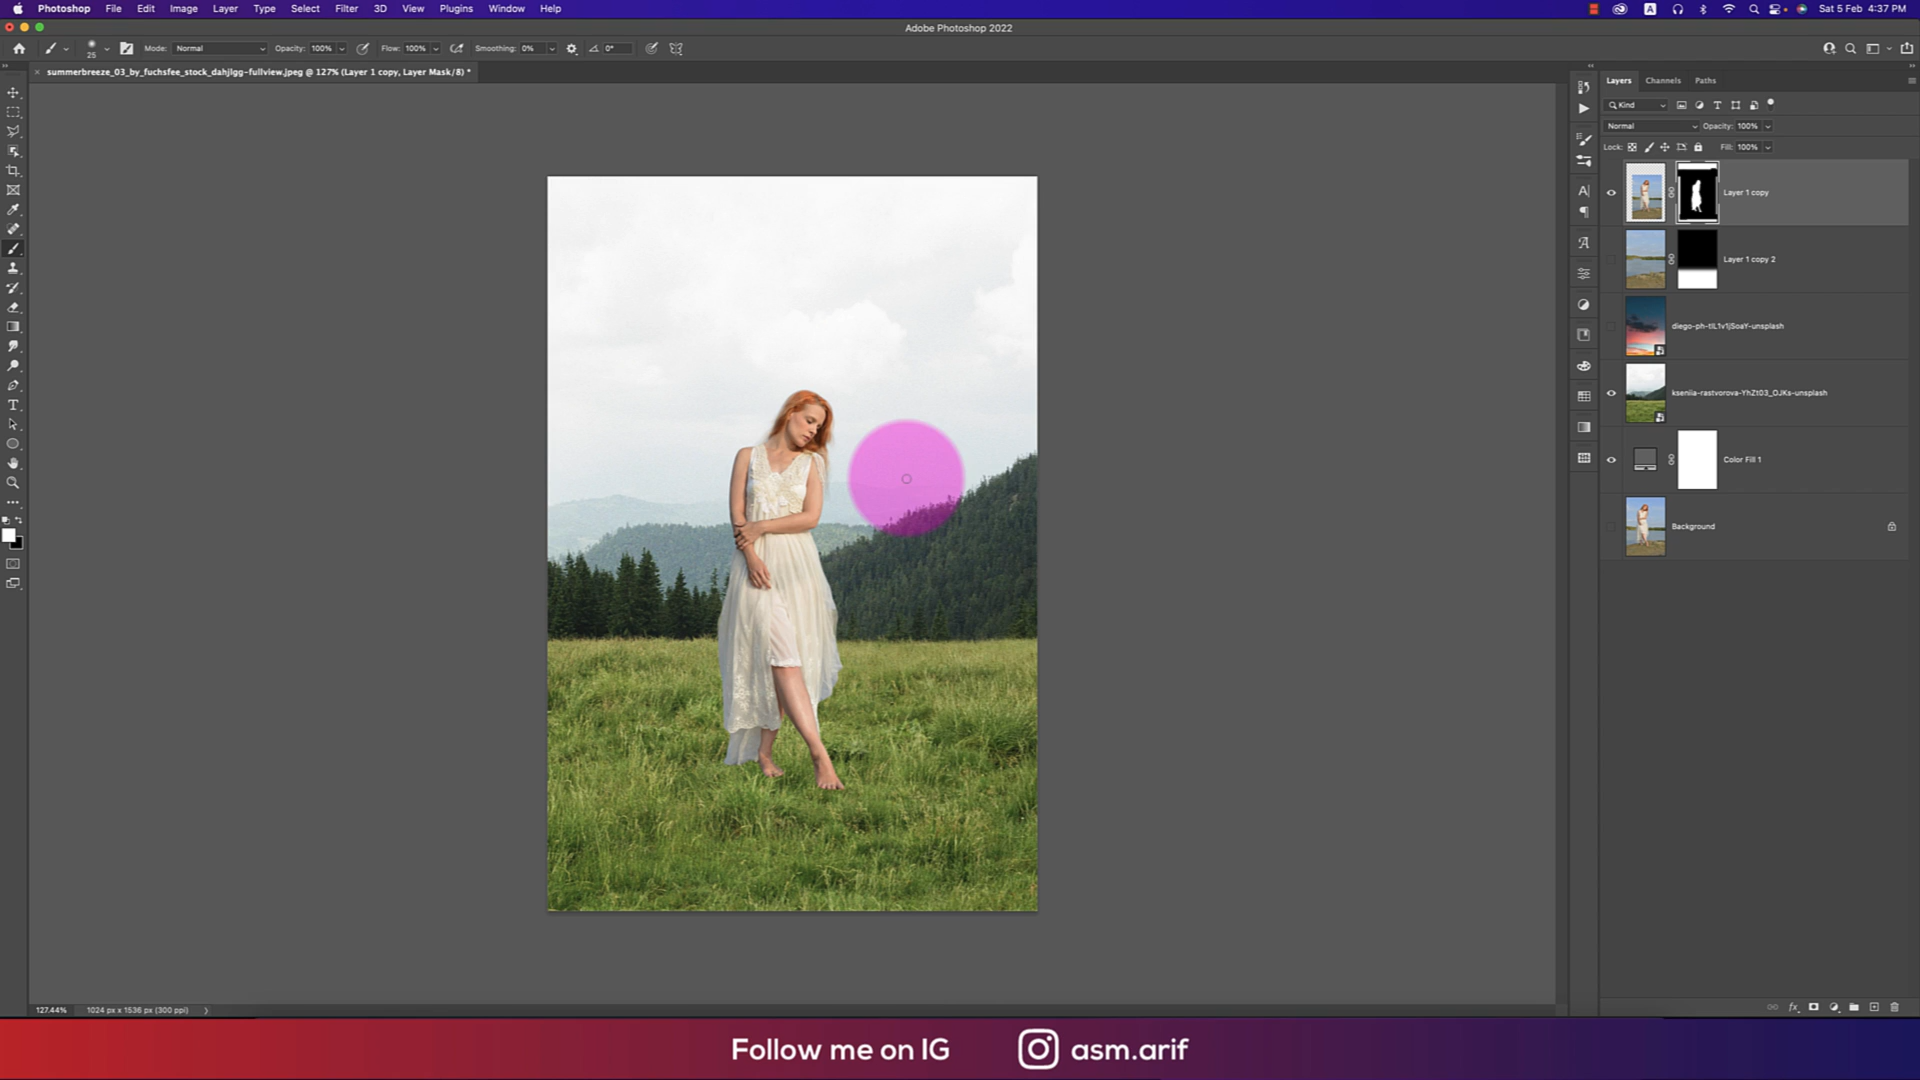 Photoshop File Edit Image Layer Type Select Filter 3D View Plugins Window Help
A
Sat 5 Feb 4:37 PM
Adobe Photoshop 2022
25
Mode: Normal
Opacity: 100%
Flow: 100%
Smoothing: 0%
0°
summerbreeze_03_by_fuchsfee_stock_dahjlgg-fullview.jpeg @ 127% (Layer 1 copy, Layer Mask/8) *
Layers Channels Paths
Kind
Normal
Opacity: 100%
Lock:
Fill: 100%
Layer 1 copy
Layer 1 copy 2
diego-ph-tIL1v1jSoaY-unsplash
kseniia-rastvorova-YhZt03_OJKs-unsplash
Color Fill 1
Background
127.44%
1024 px x 1536 px (300 ppi)
Follow me on IG
asm.arif